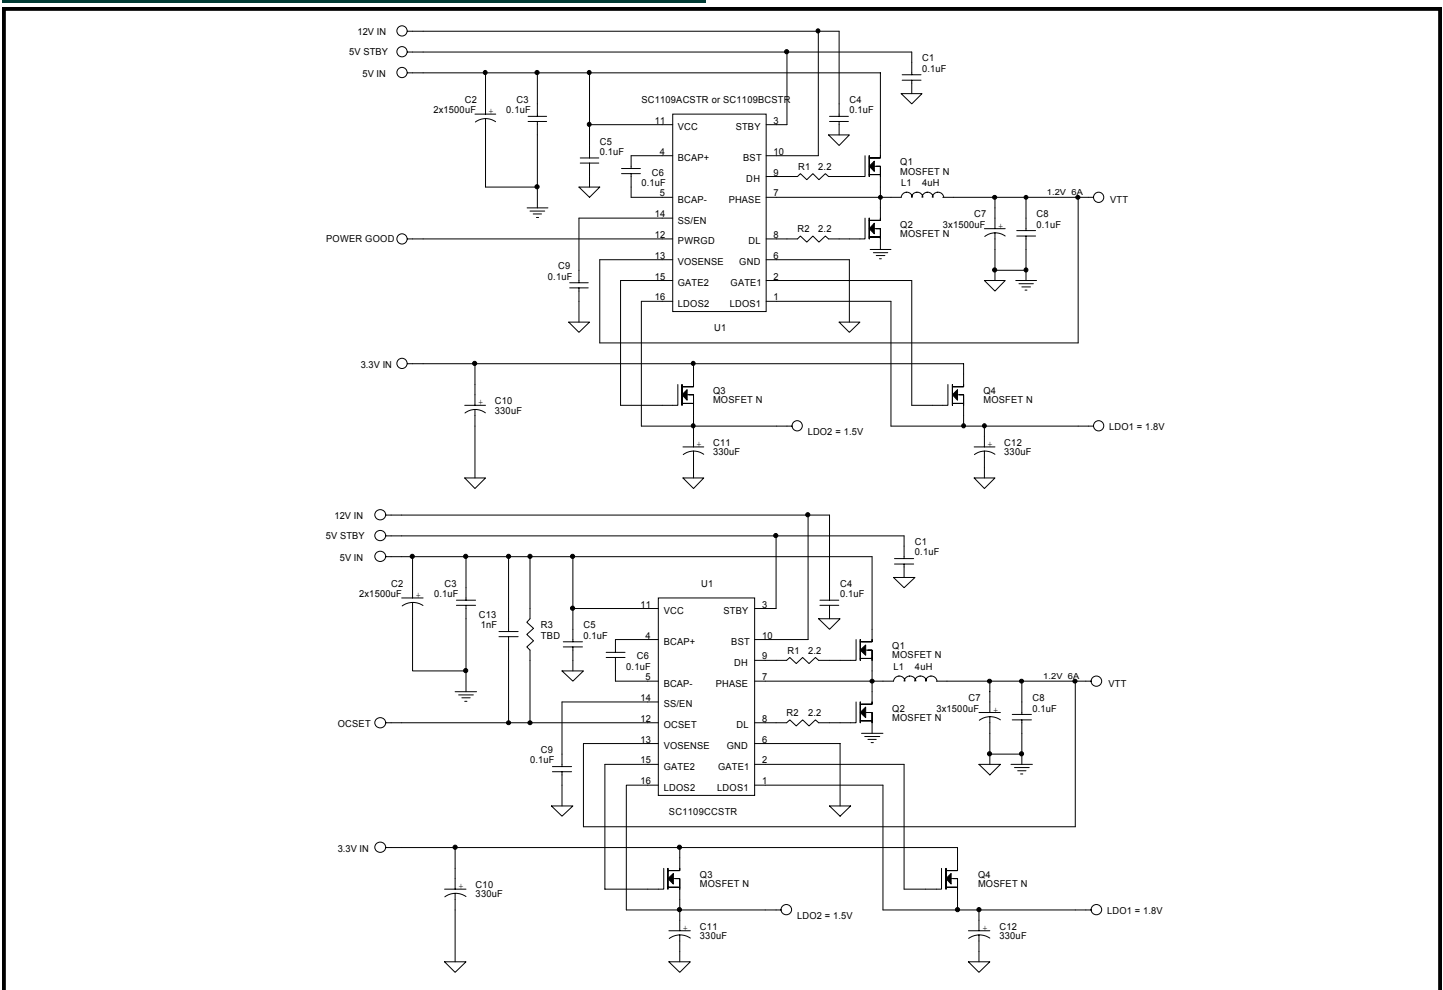 12V IN
5V STBY
5V IN
C1
0.1uF
C2
2x1500uF
C3
0.1uF
SC1109ACSTR or SC1109BCSTR
C4
0.1uF
11 VCC STBY 3
C5
0.1uF
4 BCAP+ BST 10
C6
0.1uF
DH 9
R1 2.2
Q1
MOSFET N
L1 4uH
5 BCAP- PHASE 7
1.2V 6A
VTT
14 SS/EN
C7
3x1500uF
C8
0.1uF
POWER GOOD
12 PWRGD DL 8
R2 2.2
Q2
MOSFET N
13 VOSENSE GND 6
C9
0.1uF
15 GATE2 GATE1 2
16 LDOS2 LDOS1 1
U1
3.3V IN
C10
330uF
Q3
MOSFET N
Q4
MOSFET N
LDO2 = 1.5V
LDO1 = 1.8V
C11
330uF
C12
330uF
12V IN
5V STBY
5V IN
C1
0.1uF
C2
2x1500uF
C3
0.1uF
C13
1nF
R3
TBD
C5
0.1uF
U1
C4
0.1uF
11 VCC STBY 3
4 BCAP+ BST 10
C6
0.1uF
DH 9
R1 2.2
Q1
MOSFET N
L1 4uH
5 BCAP- PHASE 7
1.2V 6A
VTT
14 SS/EN
C7
3x1500uF
C8
0.1uF
OCSET
12 OCSET DL 8
R2 2.2
Q2
MOSFET N
13 VOSENSE GND 6
C9
0.1uF
15 GATE2 GATE1 2
16 LDOS2 LDOS1 1
SC1109CCSTR
3.3V IN
C10
330uF
Q3
MOSFET N
Q4
MOSFET N
LDO2 = 1.5V
LDO1 = 1.8V
C11
330uF
C12
330uF